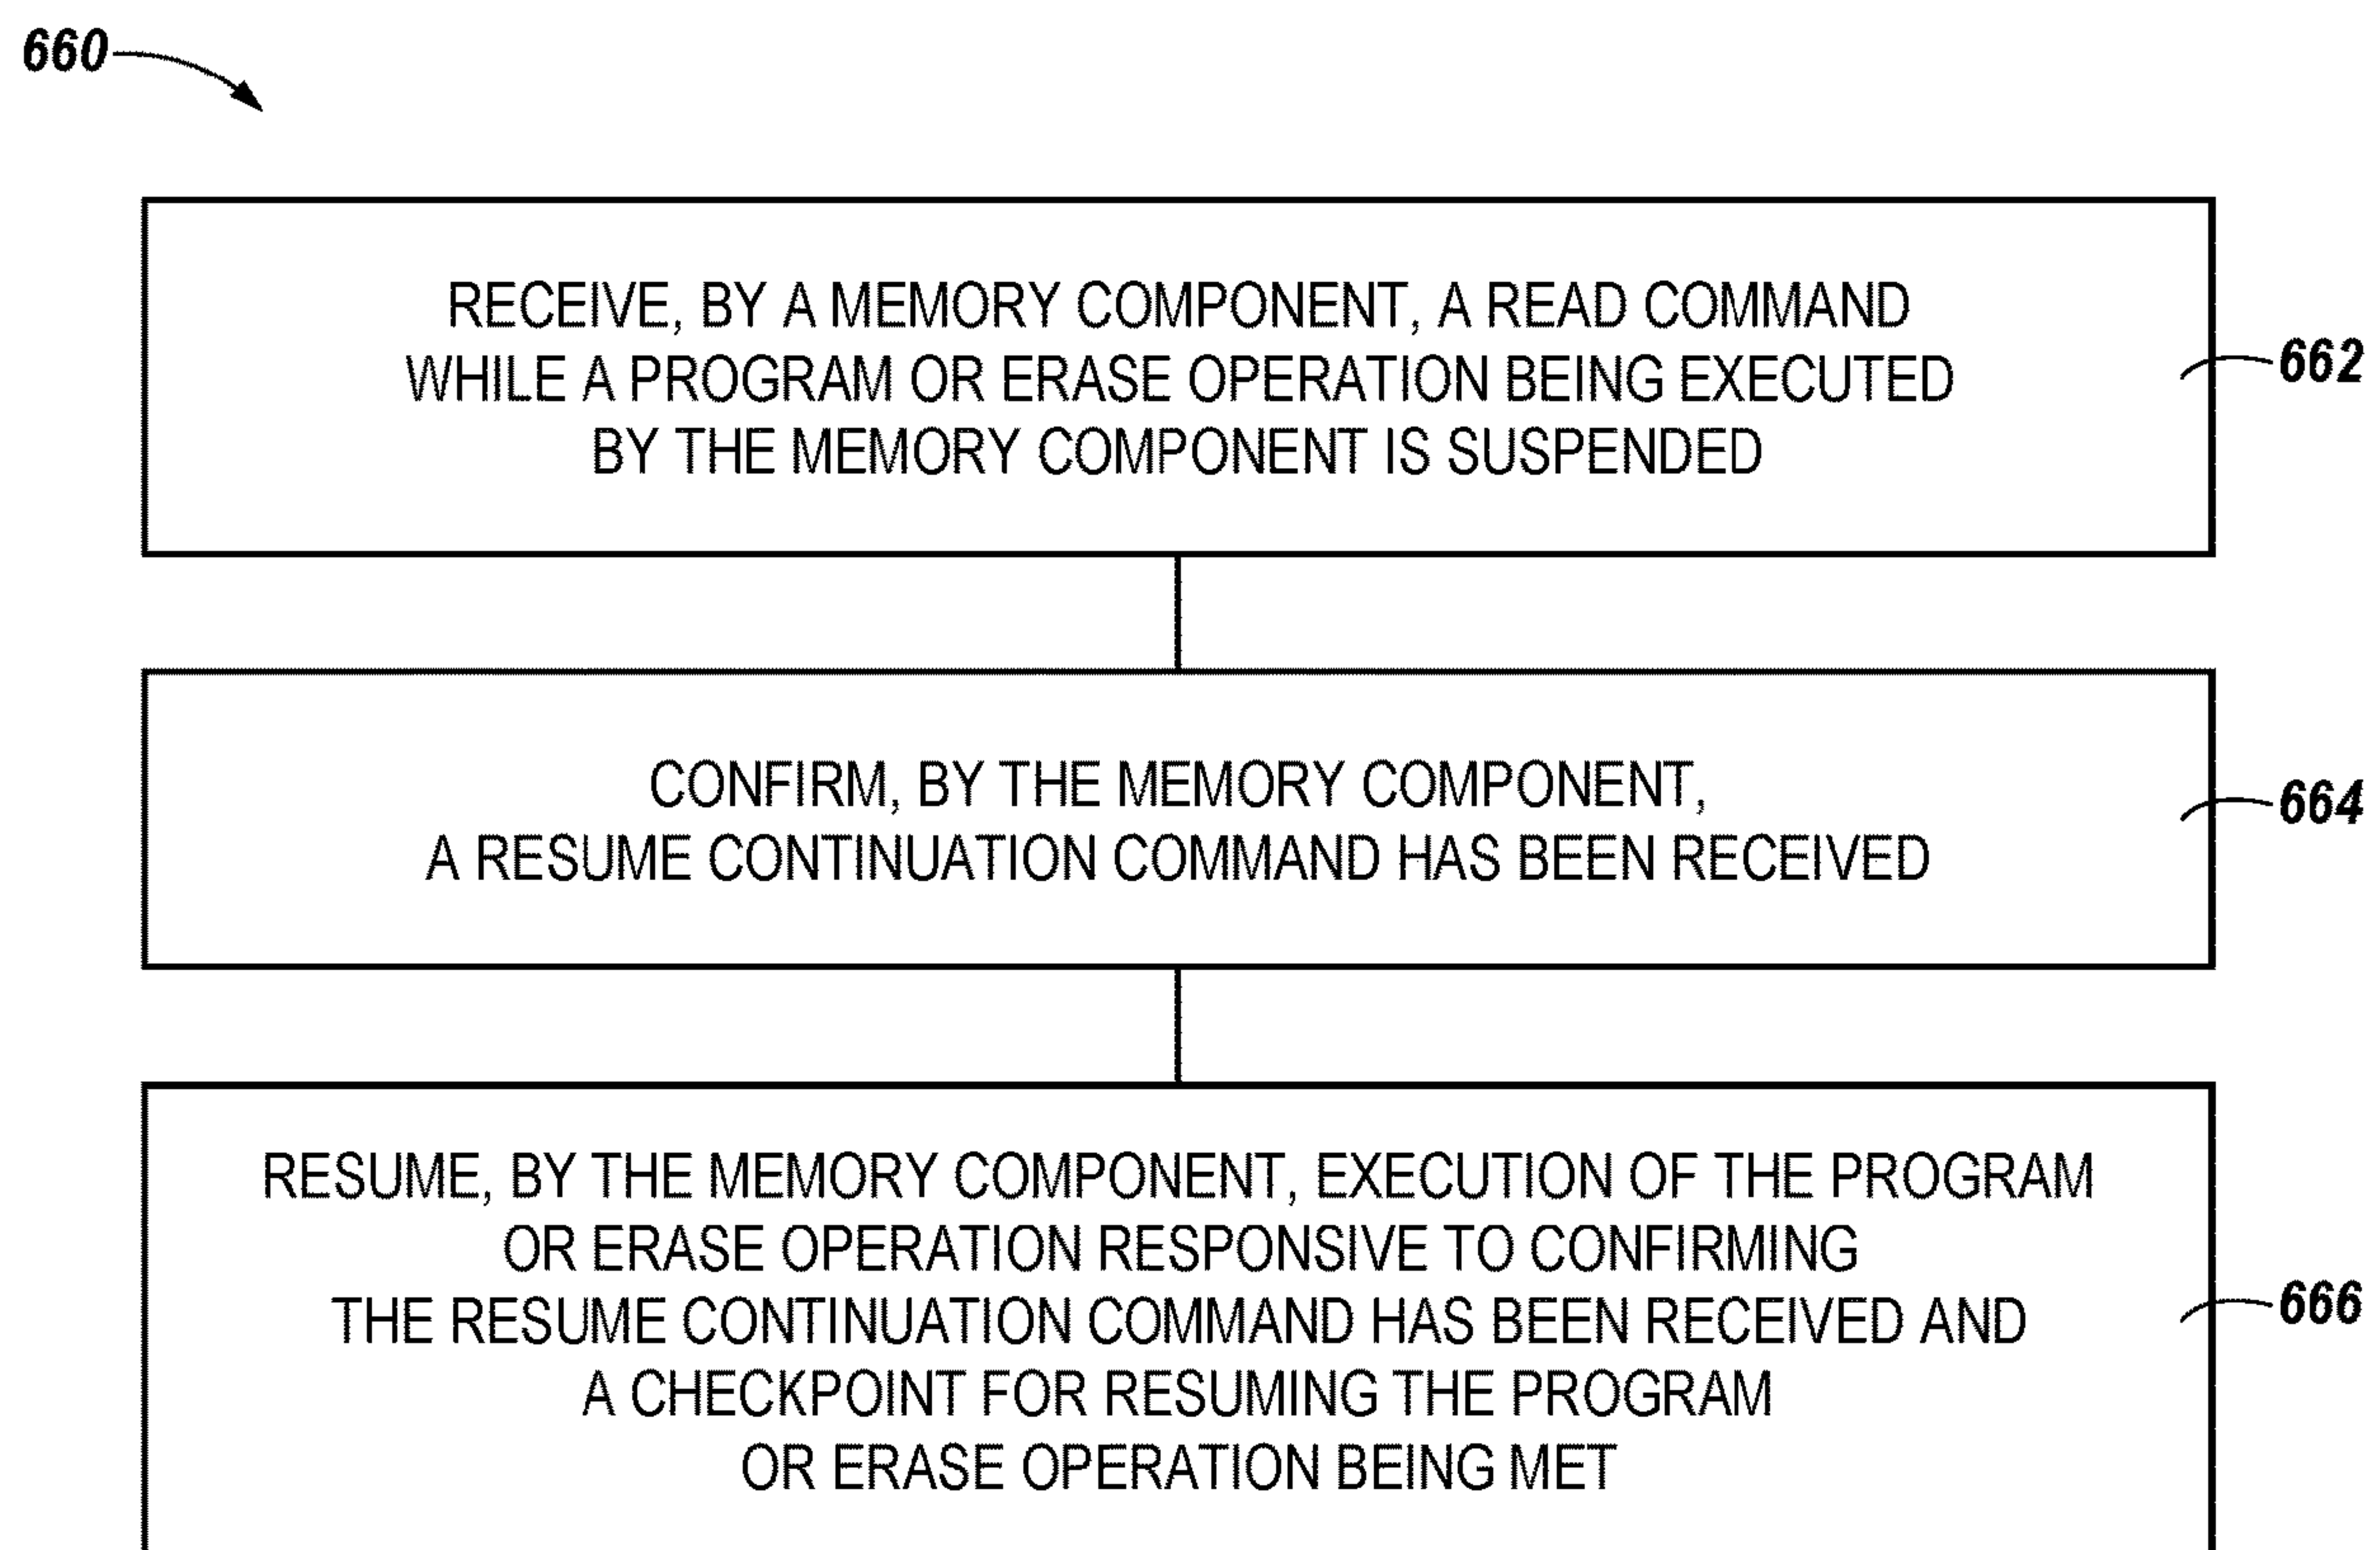 660
RECEIVE, BY A MEMORY COMPONENT, A READ COMMAND
WHILE A PROGRAM OR ERASE OPERATION BEING EXECUTED
BY THE MEMORY COMPONENT IS SUSPENDED
662
CONFIRM, BY THE MEMORY COMPONENT,
A RESUME CONTINUATION COMMAND HAS BEEN RECEIVED
664
RESUME, BY THE MEMORY COMPONENT, EXECUTION OF THE PROGRAM
OR ERASE OPERATION RESPONSIVE TO CONFIRMING
THE RESUME CONTINUATION COMMAND HAS BEEN RECEIVED AND
A CHECKPOINT FOR RESUMING THE PROGRAM
OR ERASE OPERATION BEING MET
666